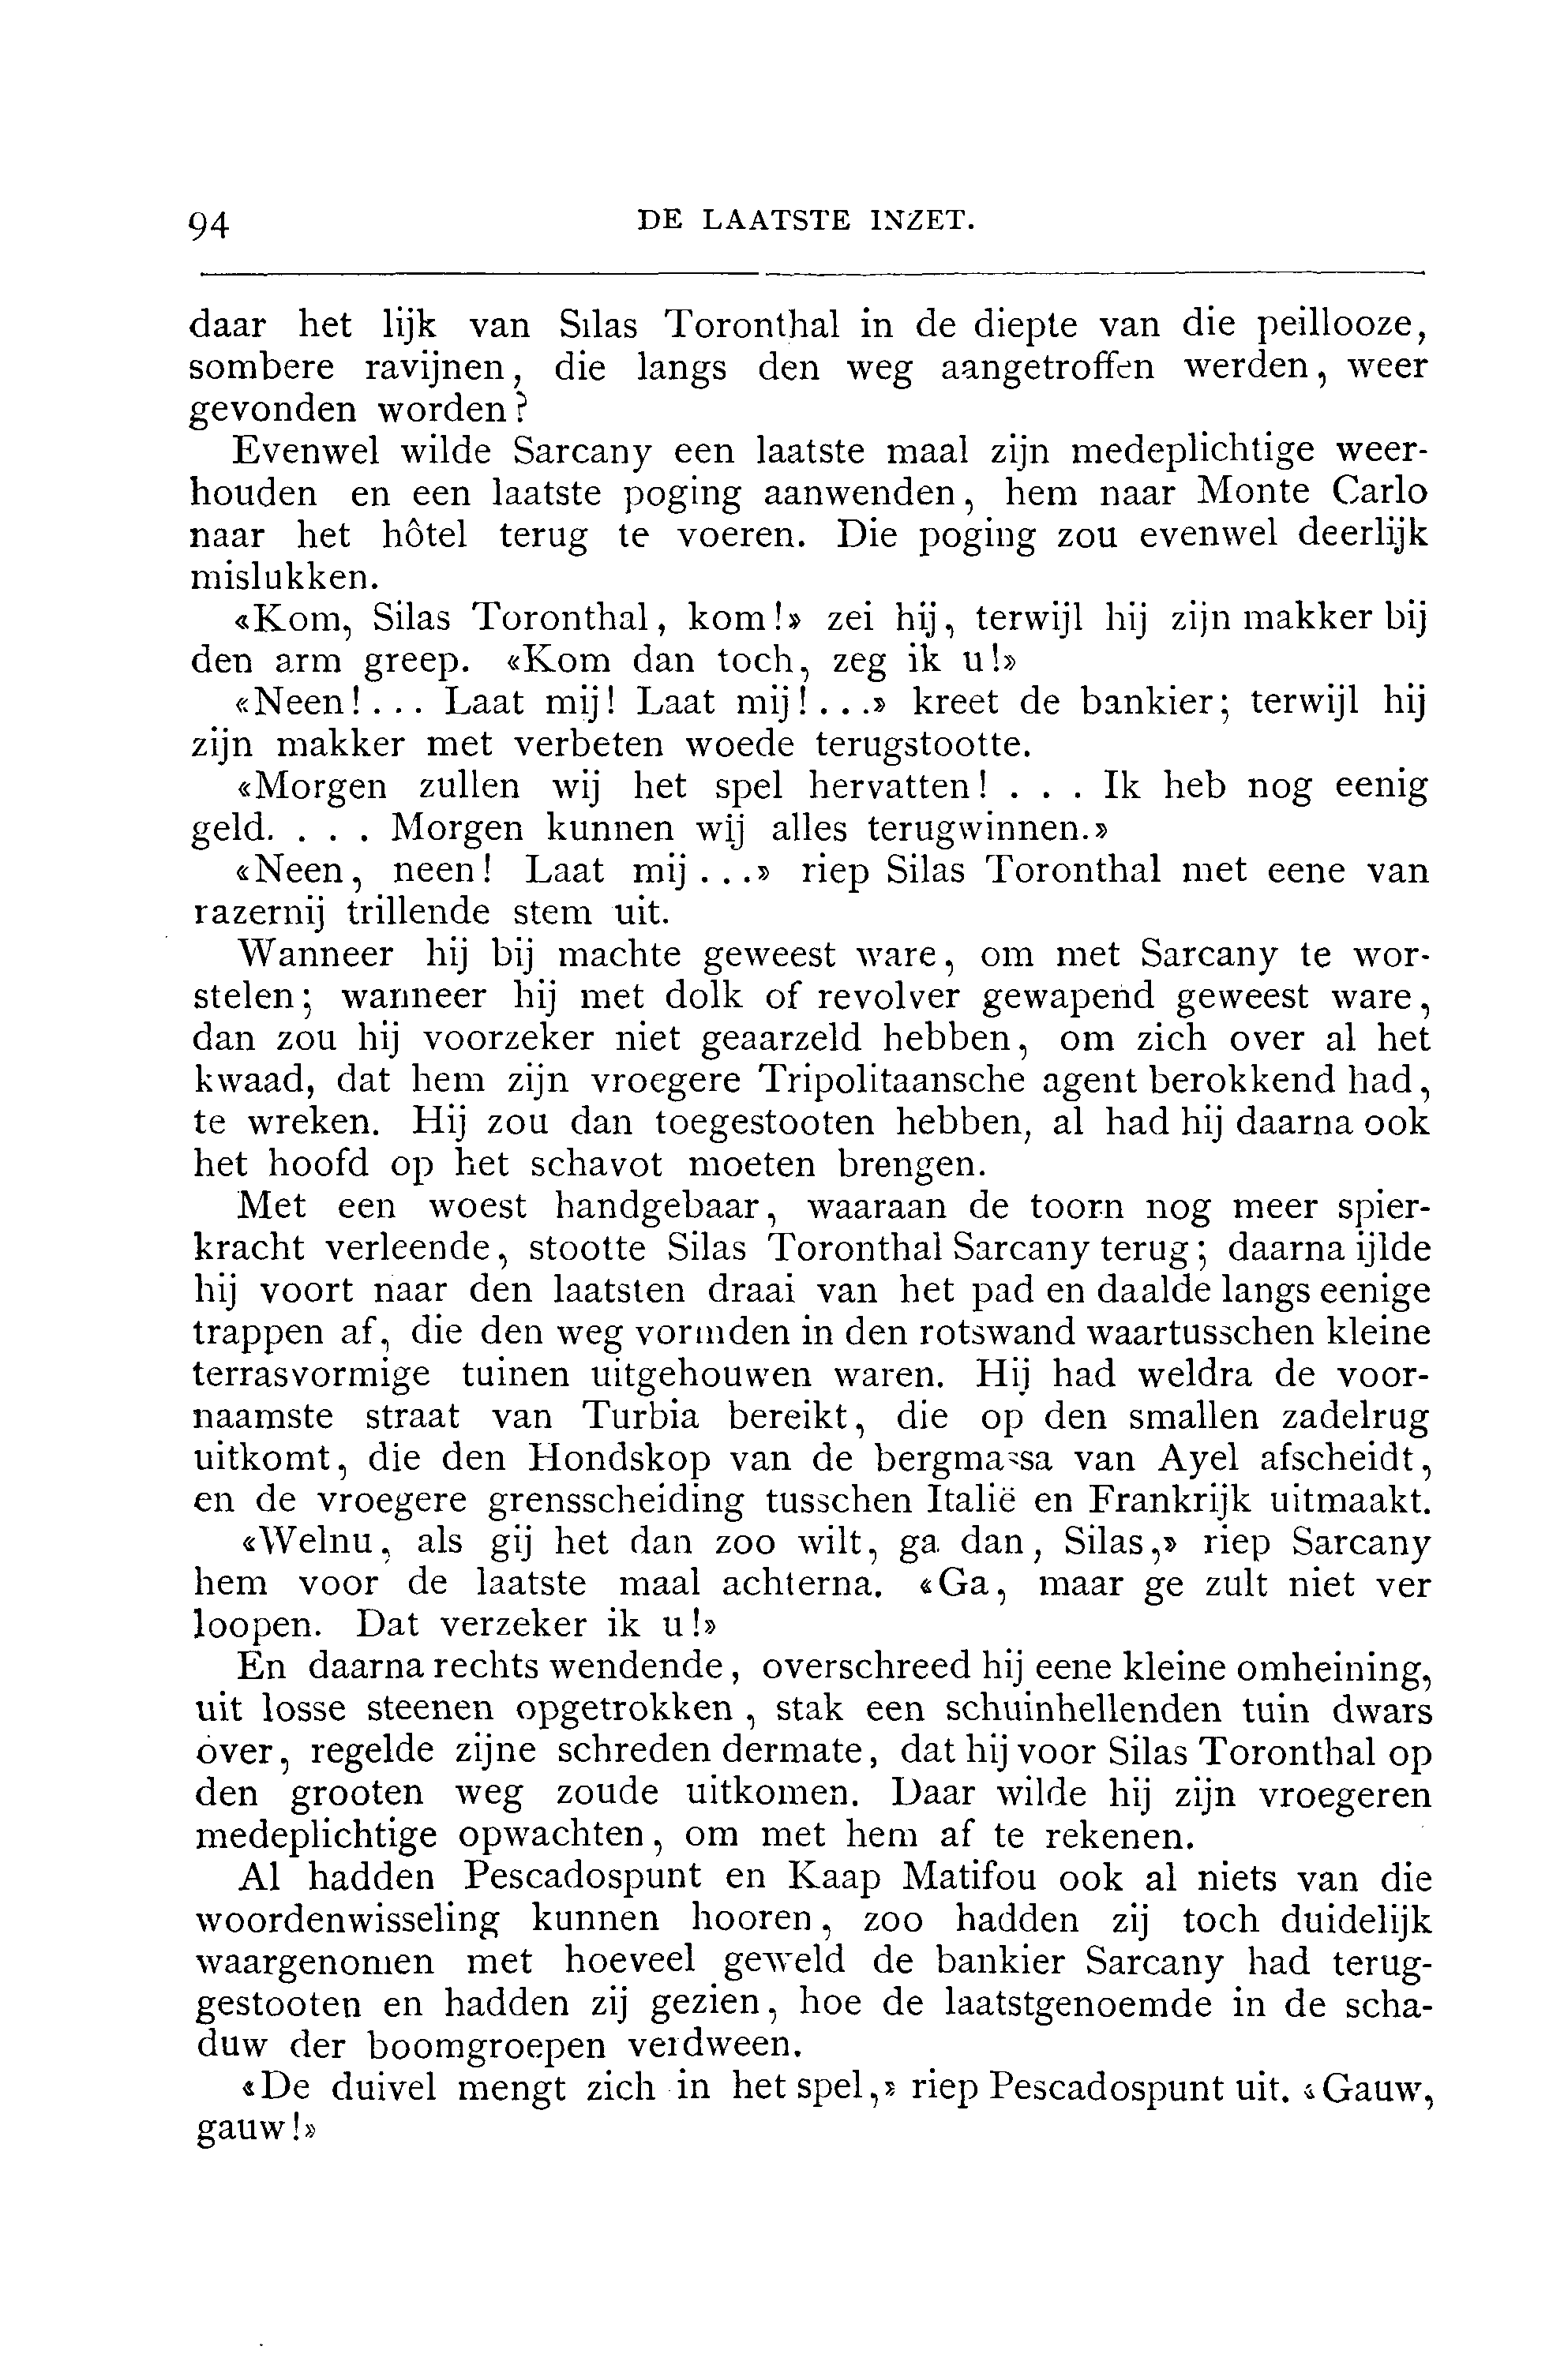 94 DE LAATSTE INZET.
daar het lijk van Silas Toronthal in de diepte van die peillooze,
sombere ravijnen, die langs den weg aangetroffen werden, weer
gevonden worden?
Evenwel wilde Sarcany een laatste maal zijn medeplichtige weer-
houden en een laatste poging aanwenden, hem naar Monte Carlo
naar het hôtel terug te voeren. Die poging zou evenwel deerlijk
mislukken.
«Kom, Silas Toronthal, kom!» zei hij, terwijl hij zijn makker bij
den arm greep. «Kom dan toch, zeg ik u!»
«Neen!... Laat mij! Laat mij!...» kreet de bankier; terwijl hij
zijn makker met verbeten woede terugstootte.
«Morgen zullen wij het spel hervatten! . . . Ik heb nog eenig
geld. . . . Morgen kunnen wij alles terugwinnen.»
«Neen, neen! Laat mij...» riep Silas Toronthal met eene van
razernij trillende stem uit.
Wanneer hij bij machte geweest ware, om met Sarcany te wor-
stelen; wanneer hij met dolk of revolver gewapend geweest ware,
dan zou hij voorzeker niet geaarzeld hebben, om zich over al het
kwaad, dat hem zijn vroegere Tripolitaansche agent berokkend had,
te wreken. Hij zou dan toegestooten hebben, al had hij daarna ook
het hoofd op het schavot moeten brengen.
Met een woest handgebaar, waaraan de toorn nog meer spier-
kracht verleende, stootte Silas Toronthal Sarcany terug; daarna ijlde
hij voort naar den laatsten draai van het pad en daalde langs eenige
trappen af, die den weg vormden in den rotswand waartusschen kleine
terrasvormige tuinen uitgehouwen waren. Hij had weldra de voor-
naamste straat van Turbia bereikt, die op den smallen zadelrug
uitkomt, die den Hondskop van de bergmassa van Ayel afscheidt,
en de vroegere grensscheiding tusschen Italië en Frankrijk uitmaakt.
«Welnu, als gij het dan zoo wilt, ga dan, Silas,» riep Sarcany
hem voor de laatste maal achterna. «Ga, maar ge zult niet ver
loopen. Dat verzeker ik u!»
En daarna rechts wendende, overschreed hij eene kleine omheining,
uit losse steenen opgetrokken, stak een schuinhellenden tuin dwars
over, regelde zijne schreden dermate, dat hij voor Silas Toronthal op
den grooten weg zoude uitkomen. Daar wilde hij zijn vroegeren
medeplichtige opwachten, om met hem af te rekenen.
Al hadden Pescadospunt en Kaap Matifou ook al niets van die
woordenwisseling kunnen hooren, zoo hadden zij toch duidelijk
waargenomen met hoeveel geweld de bankier Sarcany had terug-
gestooten en hadden zij gezien, hoe de laatstgenoemde in de scha-
duw der boomgroepen verdween.
«De duivel mengt zich in het spel,» riep Pescadospunt uit. «Gauw,
gauw!»